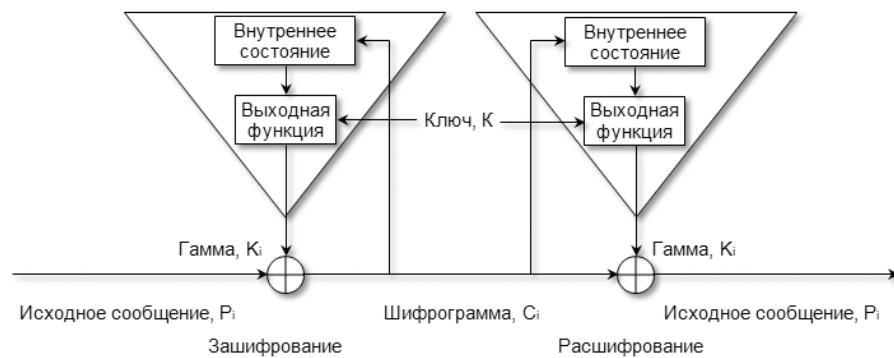 Внутреннее
состояние
Внутреннее
состояние
Выходная
функция
Ключ, К
Выходная
функция
Гамма, Ki
Гамма, Ki
Исходное сообщение, Pi
Шифрограмма, Ci
Исходное сообщение, Pi
Зашифрование
Расшифрование